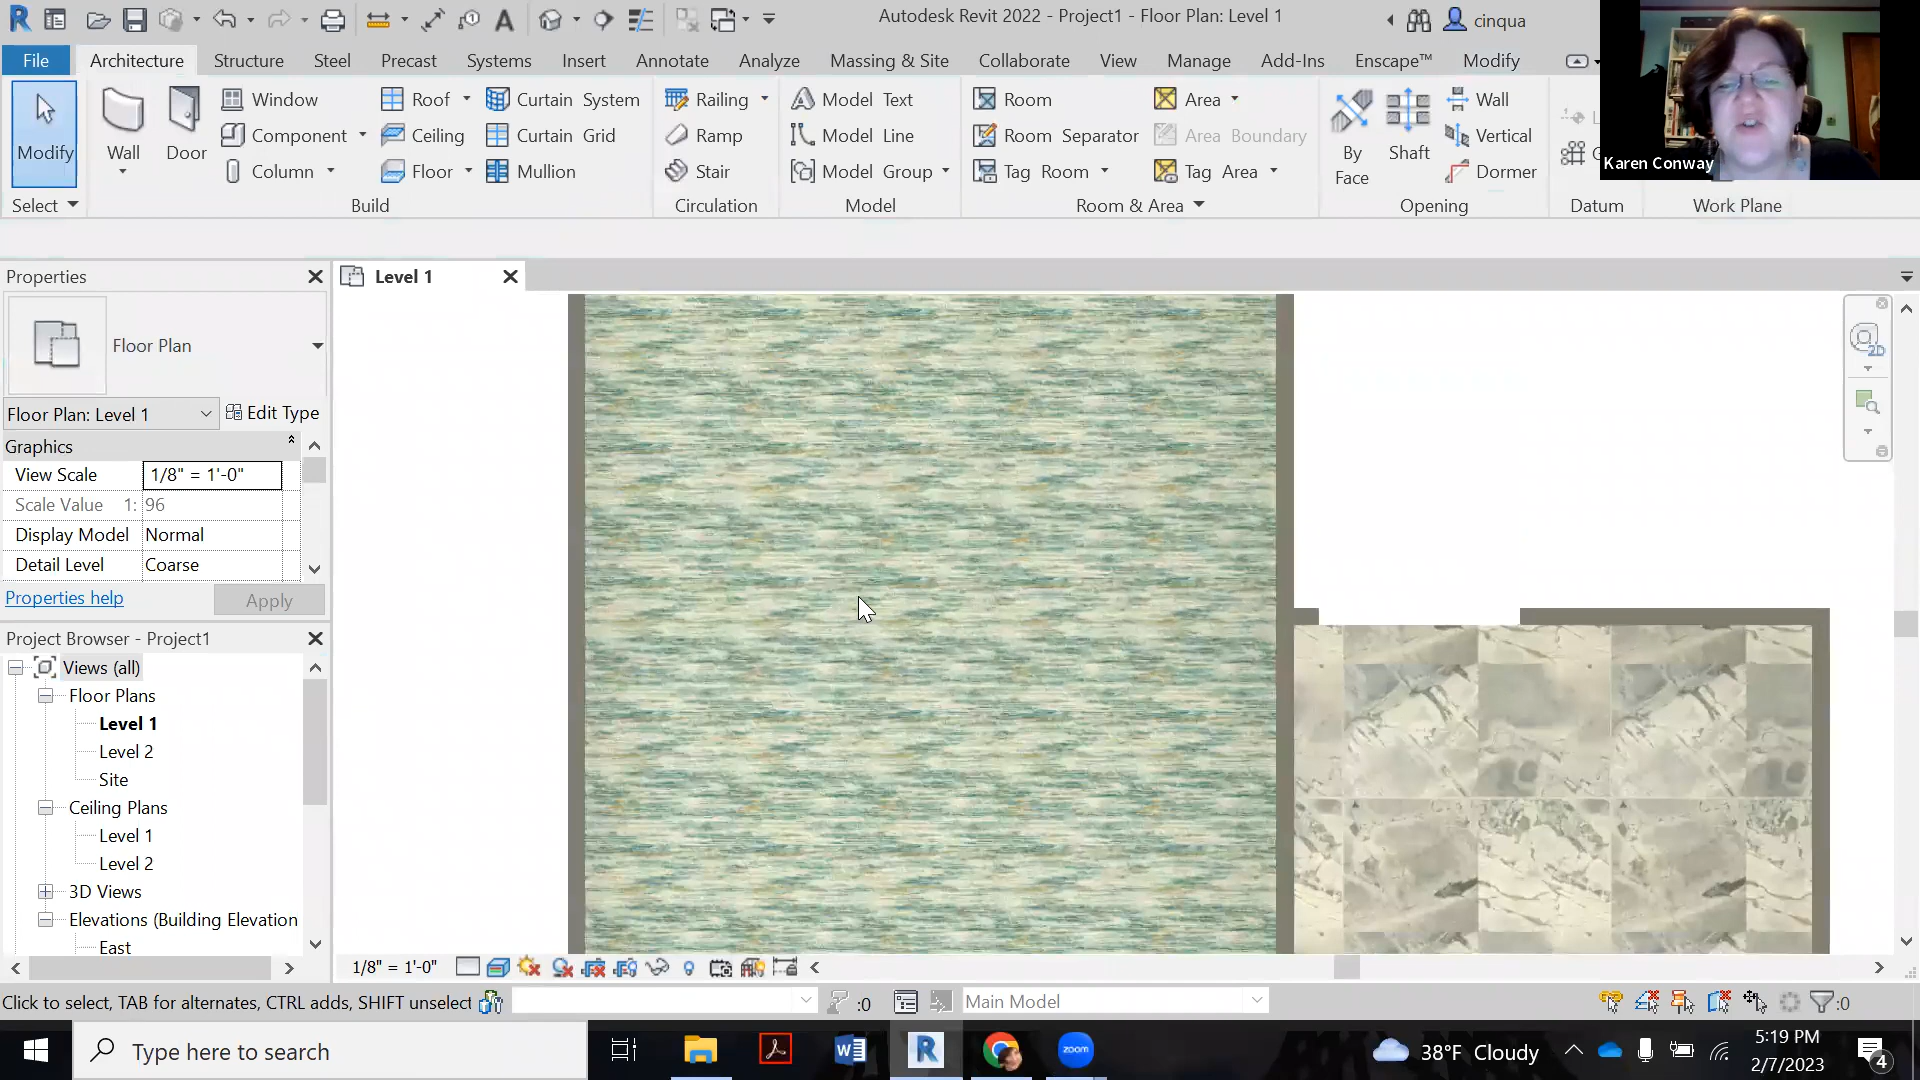 Autodesk Revit 2022 - Project1 - Floor Plan: Level 1
cinqua
File Architecture Structure Steel Precast Systems Insert Annotate Analyze Massing & Site Collaborate View Manage Add-Ins Enscape™ Modify
Modify
Wall
Door
Window
Component
Column
Roof
Ceiling
Floor
Curtain System
Curtain Grid
Mullion
Railing
Ramp
Stair
Model Text
Model Line
Model Group
Room
Room Separator
Tag Room
Area
Area Boundary
Tag Area
By
Face
Shaft
Wall
Vertical
Dormer
Karen Conway
Select
Build
Circulation
Model
Room & Area
Opening
Datum
Work Plane
Properties
Level 1
Floor Plan
Floor Plan: Level 1
Edit Type
Graphics
View Scale 1/8" = 1'-0"
Scale Value 1: 96
Display Model Normal
Detail Level Coarse
Properties help
Apply
2D
Project Browser - Project1
Views (all)
Floor Plans
Level 1
Level 2
Site
Ceiling Plans
Level 1
Level 2
3D Views
Elevations (Building Elevation
East
1/8" = 1'-0"
Click to select, TAB for alternates, CTRL adds, SHIFT unselect
:0
Main Model
:0
Type here to search
zoom
38°F Cloudy
5:19 PM
2/7/2023
4